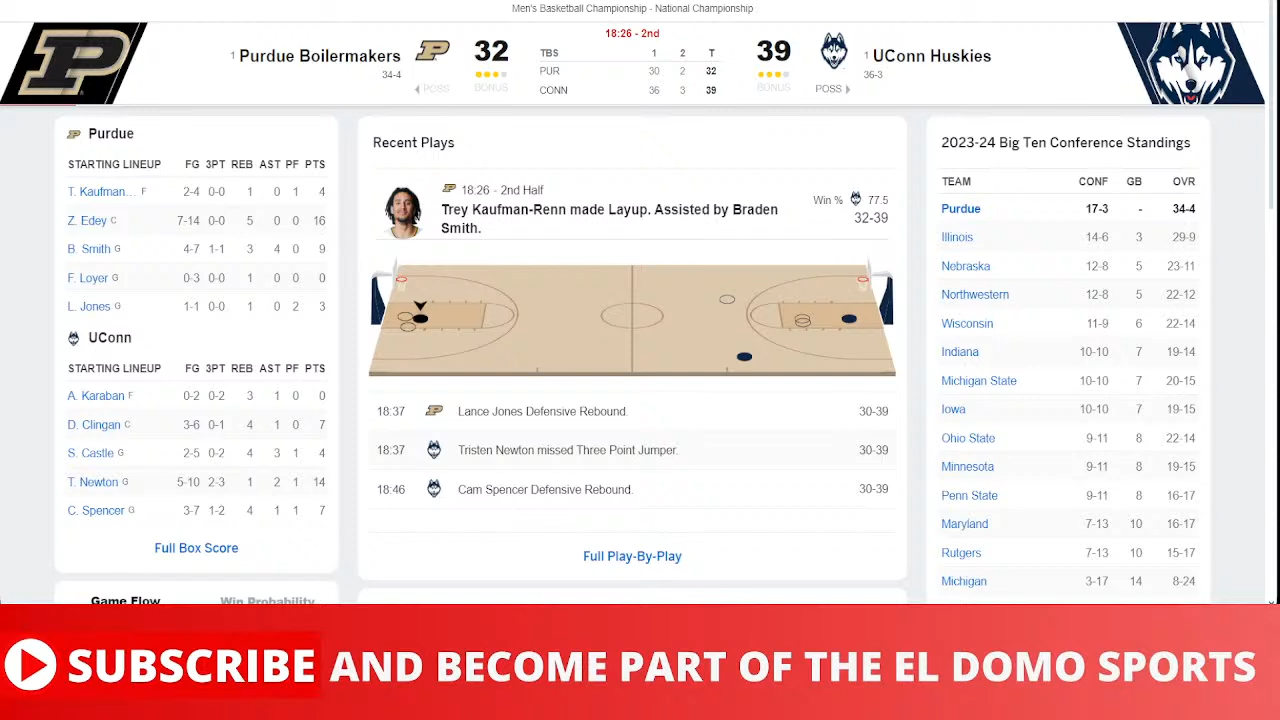 Men's Basketball Championship - National Championship
1 Purdue Boilermakers
34-4
POSS
32
BONUS
18:26 - 2nd
TBS 1 2 T
PUR 30 2 32
CONN 36 3 39
39
BONUS
POSS
1 UConn Huskies
36-3
Purdue
STARTING LINEUP FG 3PT REB AST PF PTS
T. Kaufman... F 2-4 0-0 1 0 1 4
Z. Edey C 7-14 0-0 5 0 0 16
B. Smith G 4-7 1-1 3 4 0 9
F. Loyer G 0-3 0-0 1 0 0 0
L. Jones G 1-1 0-0 1 0 2 3
UConn
STARTING LINEUP FG 3PT REB AST PF PTS
A. Karaban F 0-2 0-2 3 1 0 0
D. Clingan C 3-6 0-1 4 1 0 7
S. Castle G 2-5 0-2 4 3 1 4
T. Newton G 5-10 2-3 1 2 1 14
C. Spencer G 3-7 1-2 4 1 1 7
Full Box Score
Game Flow Win Probability
Recent Plays
18:26 - 2nd Half
Trey Kaufman-Renn made Layup. Assisted by Braden
Smith.
Win % 77.5
32-39
18:37 Lance Jones Defensive Rebound. 30-39
18:37 Tristen Newton missed Three Point Jumper. 30-39
18:46 Cam Spencer Defensive Rebound. 30-39
Full Play-By-Play
2023-24 Big Ten Conference Standings
TEAM CONF GB OVR
Purdue 17-3 - 34-4
Illinois 14-6 3 29-9
Nebraska 12-8 5 23-11
Northwestern 12-8 5 22-12
Wisconsin 11-9 6 22-14
Indiana 10-10 7 19-14
Michigan State 10-10 7 20-15
Iowa 10-10 7 19-15
Ohio State 9-11 8 22-14
Minnesota 9-11 8 19-15
Penn State 9-11 8 16-17
Maryland 7-13 10 16-17
Rutgers 7-13 10 15-17
Michigan 3-17 14 8-24
SUBSCRIBE AND BECOME PART OF THE EL DOMO SPORTS